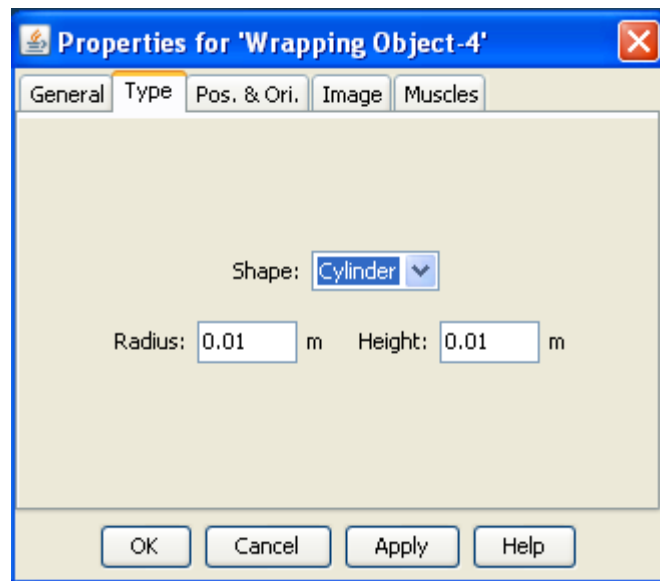 Properties for 'Wrapping Object-4'
General Type Pos. & Ori. Image Muscles
Shape: Cylinder
Radius: 0.01 m Height: 0.01 m
OK Cancel Apply Help